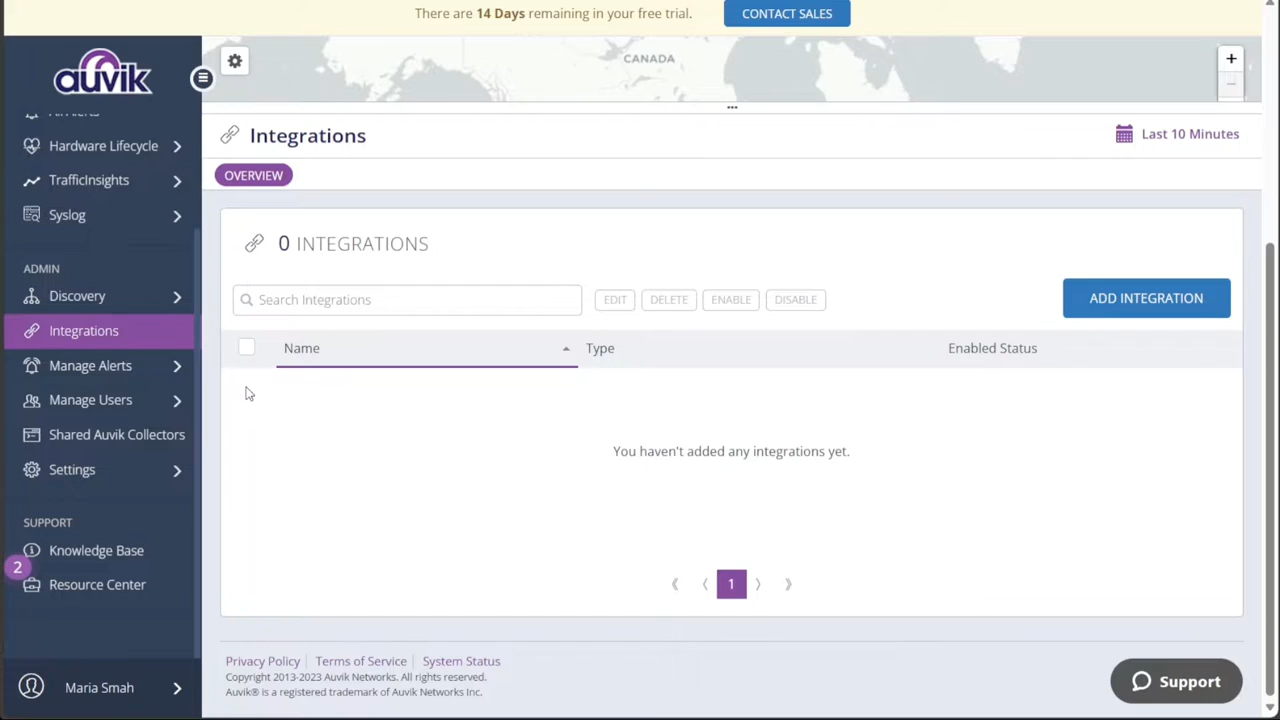 There are 14 Days remaining in your free trial.
CONTACT SALES
auvik
CANADA
+
All Alerts
Hardware Lifecycle
TrafficInsights
Syslog
ADMIN
Discovery
Integrations
Manage Alerts
Manage Users
Shared Auvik Collectors
Settings
SUPPORT
Knowledge Base
2
Resource Center
Maria Smah
Integrations
Last 10 Minutes
OVERVIEW
0 INTEGRATIONS
Search Integrations
EDIT
DELETE
ENABLE
DISABLE
ADD INTEGRATION
Name
Type
Enabled Status
You haven't added any integrations yet.
1
Privacy Policy
Terms of Service
System Status
Copyright 2013-2023 Auvik Networks. All rights reserved.
Auvik® is a registered trademark of Auvik Networks Inc.
Support